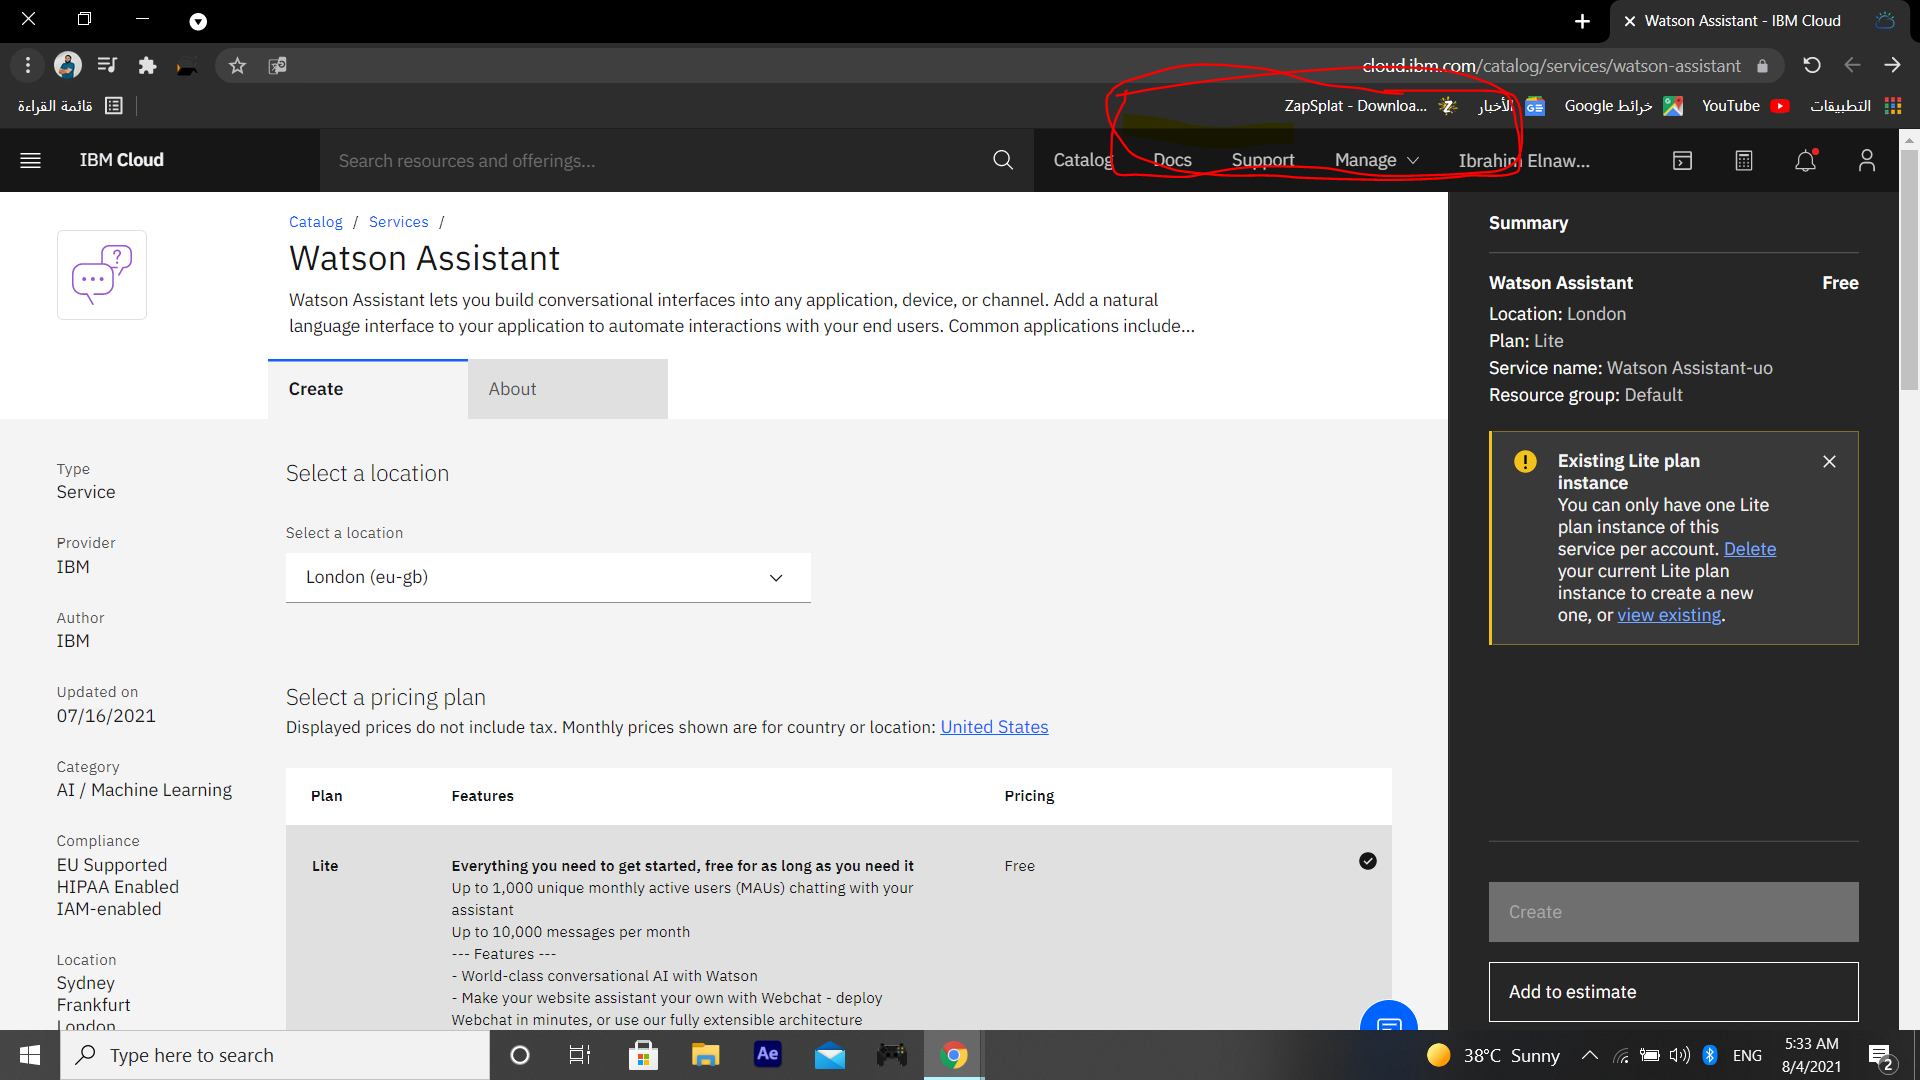 Watson Assistant - IBM Cloud
cloud.ibm.com/catalog/services/watson-assistant
قائمة القراءة
ZapSplat - Downloa...
الأخبار
خرائط Google
YouTube
التطبيقات
IBM Cloud
Search resources and offerings...
Catalog
Docs
Support
Manage
Ibrahim Elnaw...
Catalog / Services /
Watson Assistant
Watson Assistant lets you build conversational interfaces into any application, device, or channel. Add a natural
language interface to your application to automate interactions with your end users. Common applications include...
Create
About
Type
Service
Provider
IBM
Author
IBM
Updated on
07/16/2021
Category
AI / Machine Learning
Compliance
EU Supported
HIPAA Enabled
IAM-enabled
Location
Sydney
Frankfurt
London
Select a location
Select a location
London (eu-gb)
Select a pricing plan
Displayed prices do not include tax. Monthly prices shown are for country or location: United States
Plan Features Pricing
Lite
Everything you need to get started, free for as long as you need it
Free
Up to 1,000 unique monthly active users (MAUs) chatting with your
assistant
Up to 10,000 messages per month
--- Features ---
- World-class conversational AI with Watson
- Make your website assistant your own with Webchat - deploy
Webchat in minutes, or use our fully extensible architecture
Summary
Watson Assistant Free
Location: London
Plan: Lite
Service name: Watson Assistant-uo
Resource group: Default
Existing Lite plan
instance
You can only have one Lite
plan instance of this
service per account. Delete
your current Lite plan
instance to create a new
one, or view existing.
Create
Add to estimate
Type here to search
Ae
38°C Sunny
ENG
5:33 AM
8/4/2021
2